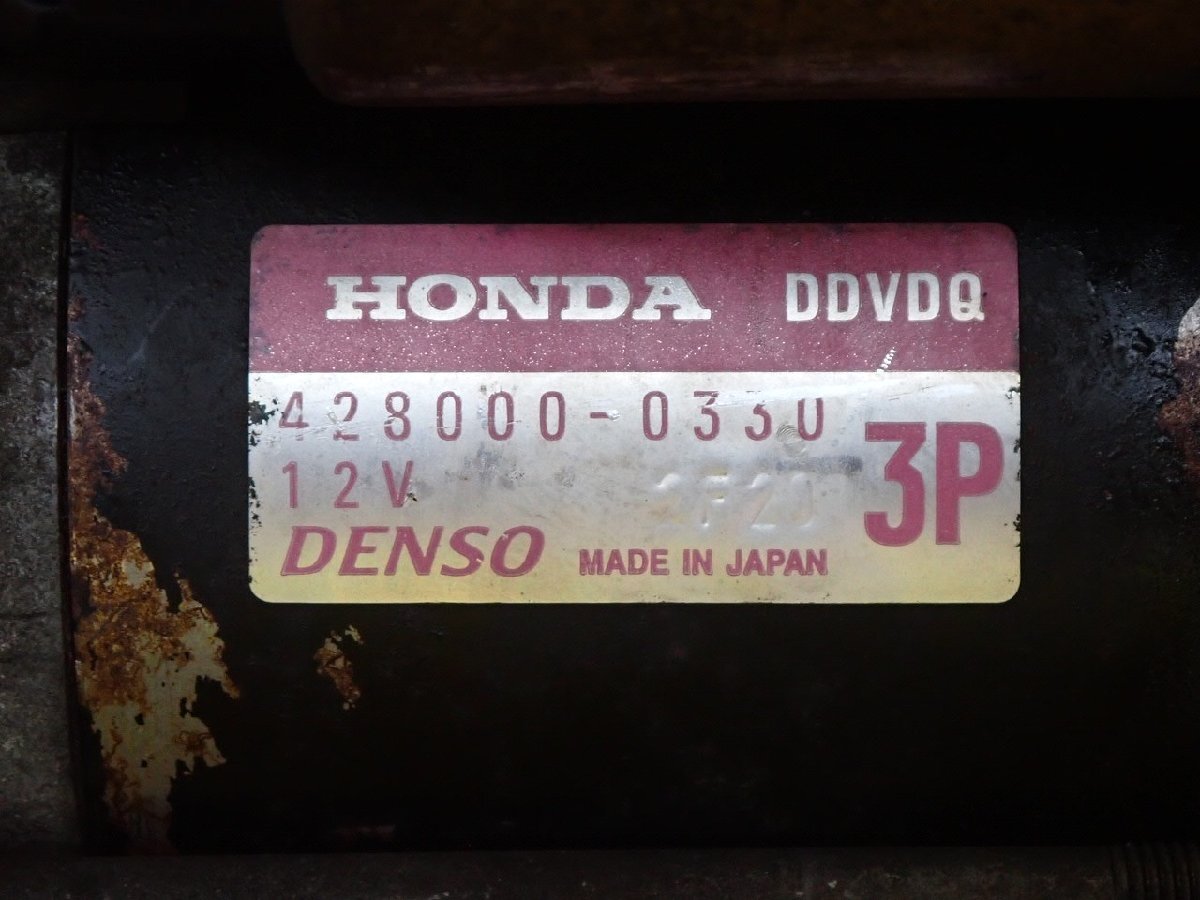 HONDA DDVDQ
428000-0330
12V
3P
DENSO MADE IN JAPAN